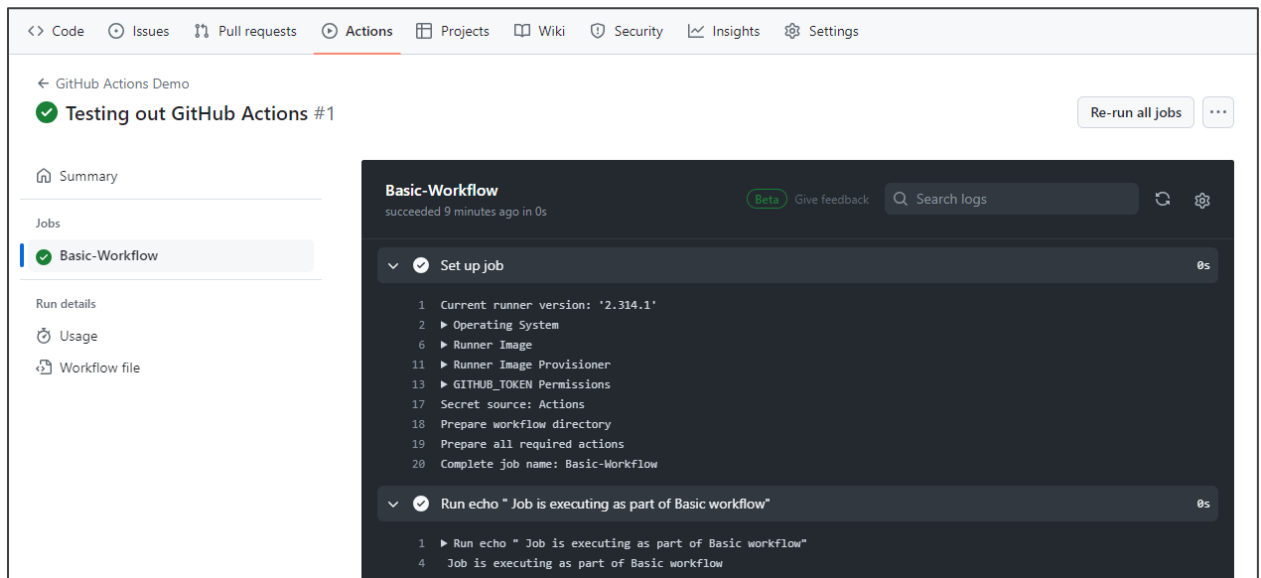 <> Code Issues Pull requests Actions Projects Wiki Security Insights Settings
← GitHub Actions Demo
Testing out GitHub Actions #1
Re-run all jobs ...
Summary
Jobs
Basic-Workflow
Run details
Usage
Workflow file
Basic-Workflow
succeeded 9 minutes ago in 0s
Beta Give feedback
Search logs
Set up job 0s
1 Current runner version: '2.314.1'
2 ▶ Operating System
6 ▶ Runner Image
11 ▶ Runner Image Provisioner
13 ▶ GITHUB_TOKEN Permissions
17 Secret source: Actions
18 Prepare workflow directory
19 Prepare all required actions
20 Complete job name: Basic-Workflow
Run echo " Job is executing as part of Basic workflow" 0s
1 ▶ Run echo " Job is executing as part of Basic workflow"
4 Job is executing as part of Basic workflow